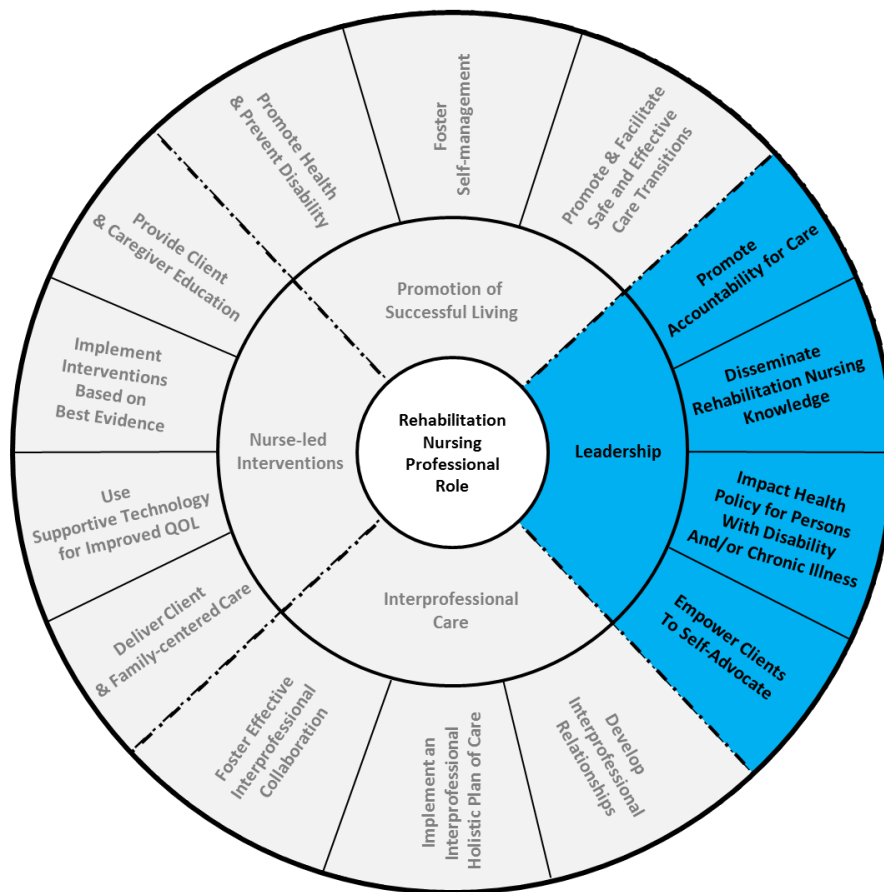 Promote Health
& Prevent Disability
Foster
Self-management
Promote & Facilitate
Safe and Effective
Care Transitions
Promote
Accountability for Care
Disseminate
Rehabilitation Nursing
Knowledge
Impact Health
Policy for Persons
With Disability
And/or Chronic Illness
Empower Clients
To Self-Advocate
Develop
Interprofessional
Relationships
Implement an
Interprofessional
Holistic Plan of Care
Foster Effective
Interprofessional
Collaboration
Deliver Client
& Family-centered Care
Use
Supportive Technology
for Improved QOL
Implement
Interventions
Based on
Best Evidence
Provide Client
& Caregiver Education
Promotion of
Successful Living
Leadership
Interprofessional
Care
Nurse-led
Interventions
Rehabilitation
Nursing
Professional
Role